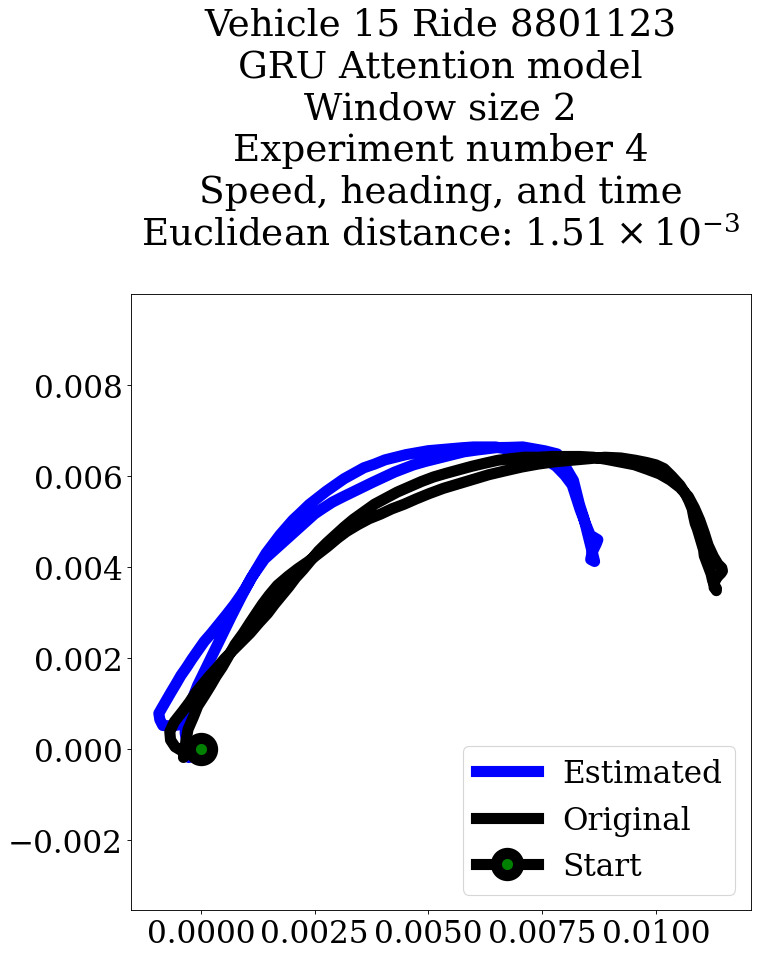 Vehicle 15 Ride 8801123
GRU Attention model
Window size 2
Experiment number 4
Speed, heading, and time
Euclidean distance: 1.51 × 10⁻³
0.008
0.006
0.004
0.002
0.000
−0.002
0.0000 0.0025 0.0050 0.0075 0.0100
Estimated
Original
Start